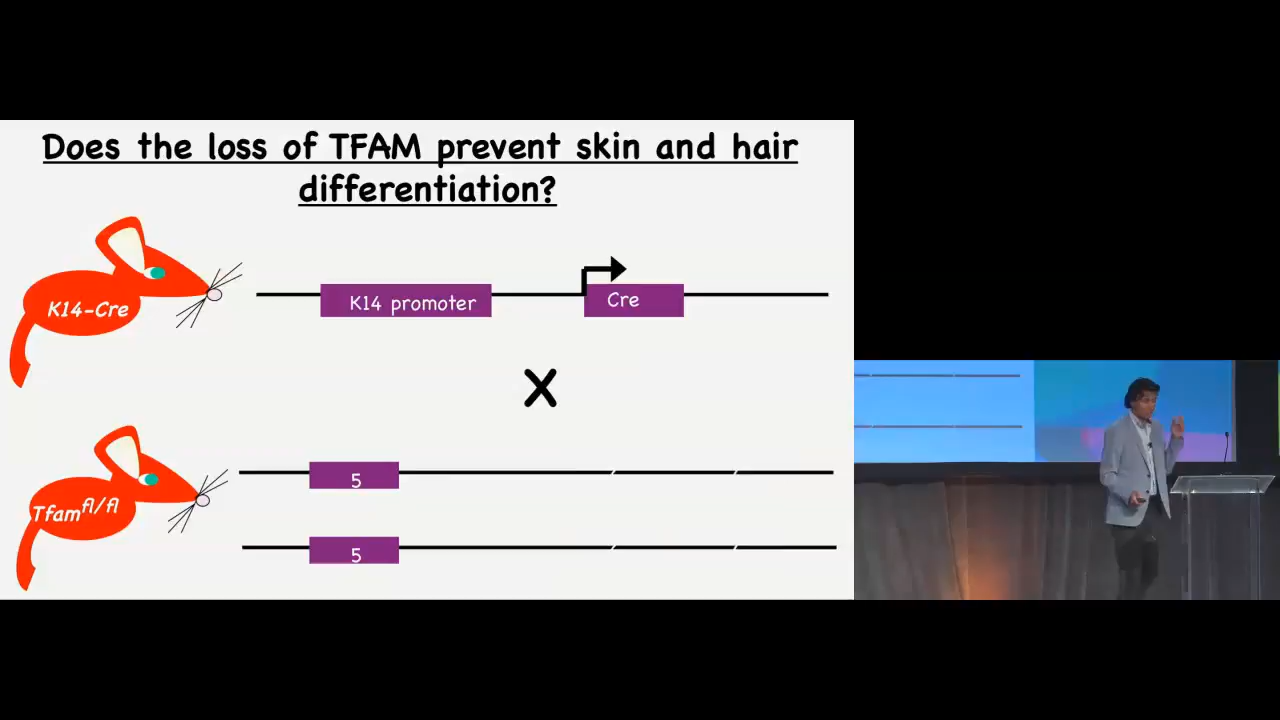 Does the loss of TFAM prevent skin and hair
differentiation?
K14-Cre
K14 promoter
Cre
X
5
Tfamfl/fl
5